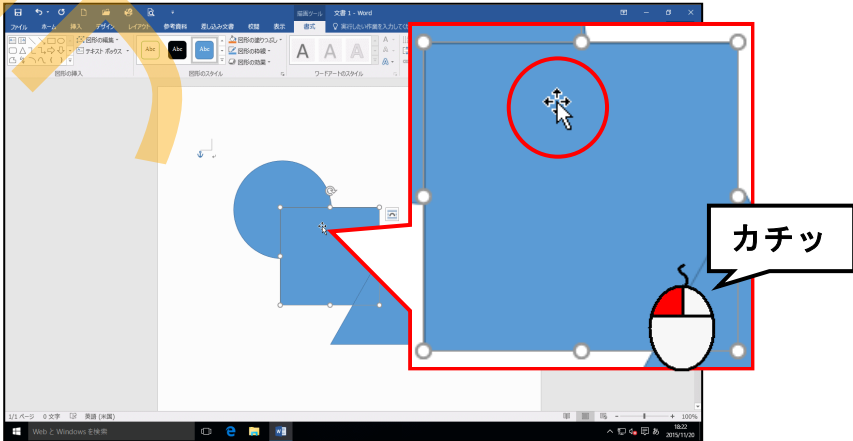 描画ツール 文書 1 - Word
ファイル ホーム 挿入 デザイン レイアウト 参考資料 差し込み文書 校閲 表示 書式 実行したい作業を入力して
図形の編集
テキスト ボックス
Abc Abc Abc
図形の塗りつぶし
図形の枠線
図形の効果
A A A
図形の挿入 図形のスタイル ワードアートのスタイル
カチッ
1/1 ページ 0 文字 英語 (米国) 100%
Web と Windows を検索
あ 18:22
2015/11/20